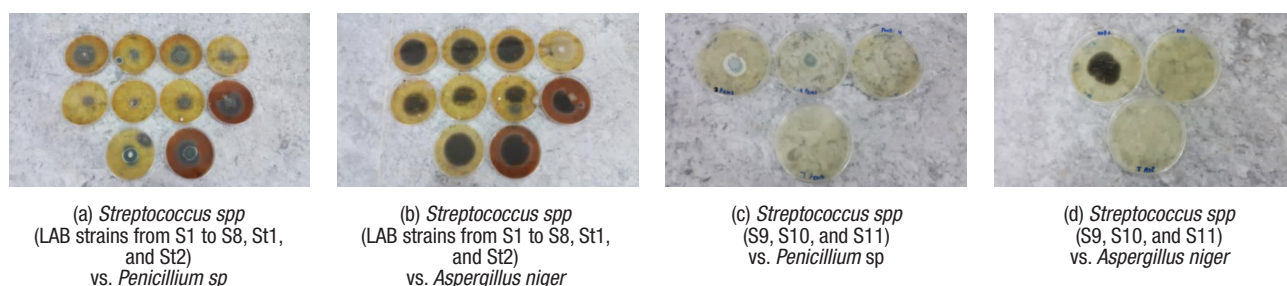 (a) Streptococcus spp
(LAB strains from S1 to S8, St1,
and St2)
vs. Penicillium sp
(b) Streptococcus spp
(LAB strains from S1 to S8, St1,
and St2)
vs. Aspergillus niger
(c) Streptococcus spp
(S9, S10, and S11)
vs. Penicillium sp
(d) Streptococcus spp
(S9, S10, and S11)
vs. Aspergillus niger